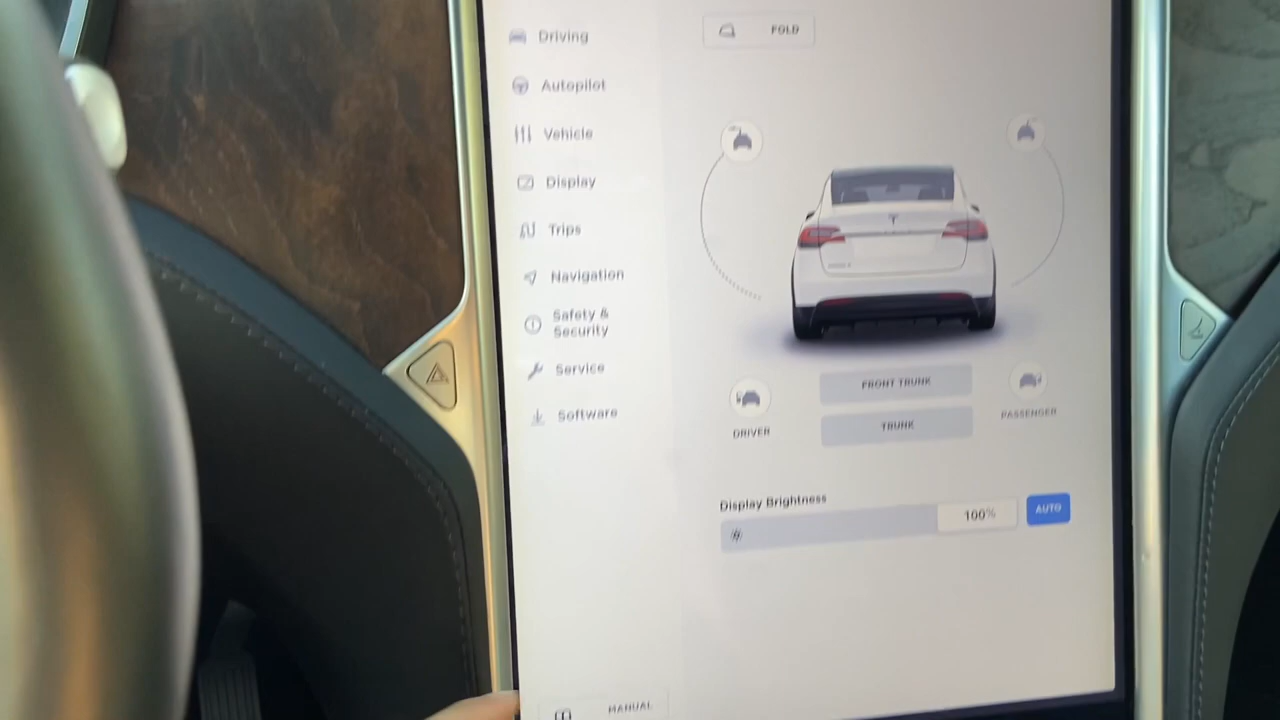 Driving
Autopilot
Vehicle
Display
Trips
Navigation
Safety &
Security
Service
Software
MANUAL
FOLD
FRONT TRUNK
TRUNK
DRIVER
PASSENGER
Display Brightness
100%
AUTO